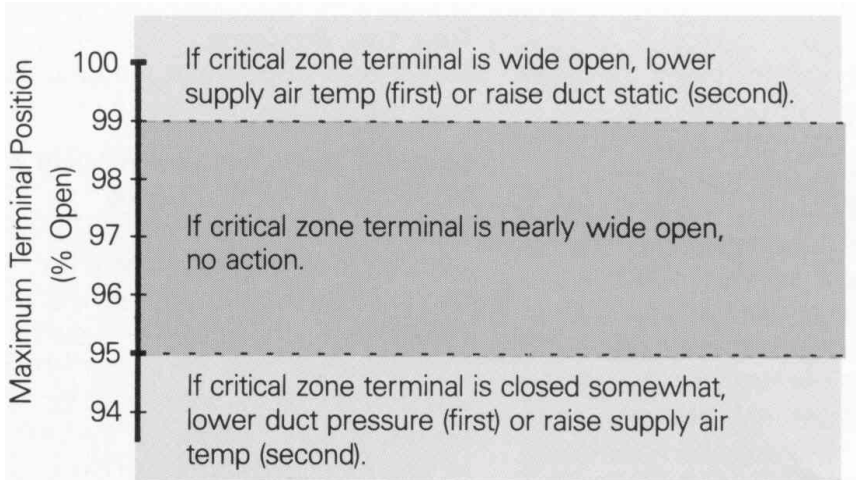 Maximum Terminal Position
(% Open)
100
99
98
97
96
95
94
If critical zone terminal is wide open, lower
supply air temp (first) or raise duct static (second).
If critical zone terminal is nearly wide open,
no action.
If critical zone terminal is closed somewhat,
lower duct pressure (first) or raise supply air
temp (second).